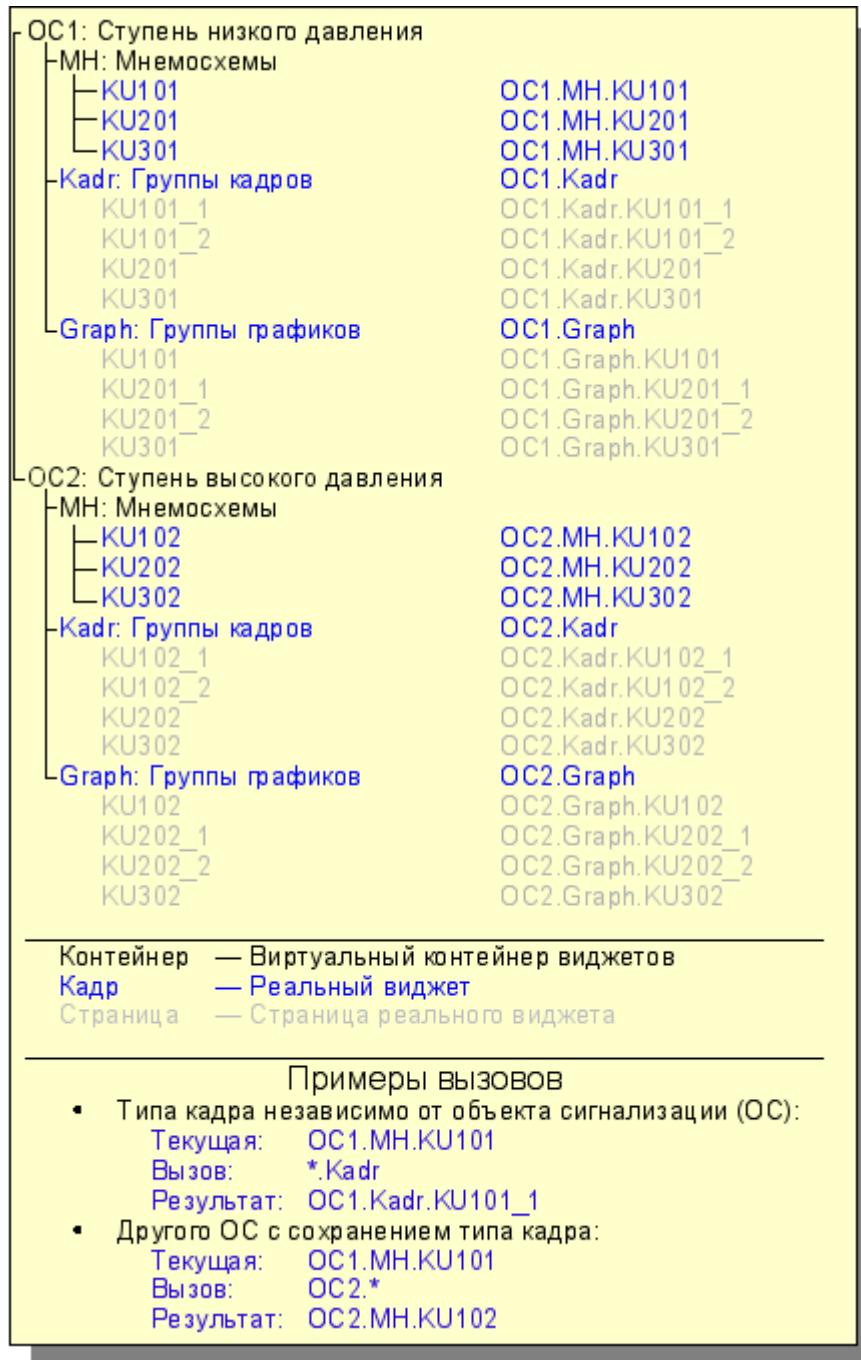 ОС1: Ступень низкого давления
МН: Мнемосхемы
KU101 ОС1.МН.KU101
KU201 ОС1.МН.KU201
KU301 ОС1.МН.KU301
Kadr: Группы кадров ОС1.Kadr
KU101_1 ОС1.Kadr.KU101_1
KU101_2 ОС1.Kadr.KU101_2
KU201 ОС1.Kadr.KU201
KU301 ОС1.Kadr.KU301
Graph: Группы графиков ОС1.Graph
KU101 ОС1.Graph.KU101
KU201_1 ОС1.Graph.KU201_1
KU201_2 ОС1.Graph.KU201_2
KU301 ОС1.Graph.KU301
ОС2: Ступень высокого давления
МН: Мнемосхемы
KU102 ОС2.МН.KU102
KU202 ОС2.МН.KU202
KU302 ОС2.МН.KU302
Kadr: Группы кадров ОС2.Kadr
KU102_1 ОС2.Kadr.KU102_1
KU102_2 ОС2.Kadr.KU102_2
KU202 ОС2.Kadr.KU202
KU302 ОС2.Kadr.KU302
Graph: Группы графиков ОС2.Graph
KU102 ОС2.Graph.KU102
KU202_1 ОС2.Graph.KU202_1
KU202_2 ОС2.Graph.KU202_2
KU302 ОС2.Graph.KU302
Контейнер — Виртуальный контейнер виджетов
Кадр — Реальный виджет
Страница — Страница реального виджета
Примеры вызовов
• Типа кадра независимо от объекта сигнализации (ОС):
Текущая: ОС1.МН.KU101
Вызов: *.Kadr
Результат: ОС1.Kadr.KU101_1
• Другого ОС с сохранением типа кадра:
Текущая: ОС1.МН.KU101
Вызов: ОС2.*
Результат: ОС2.МН.KU102